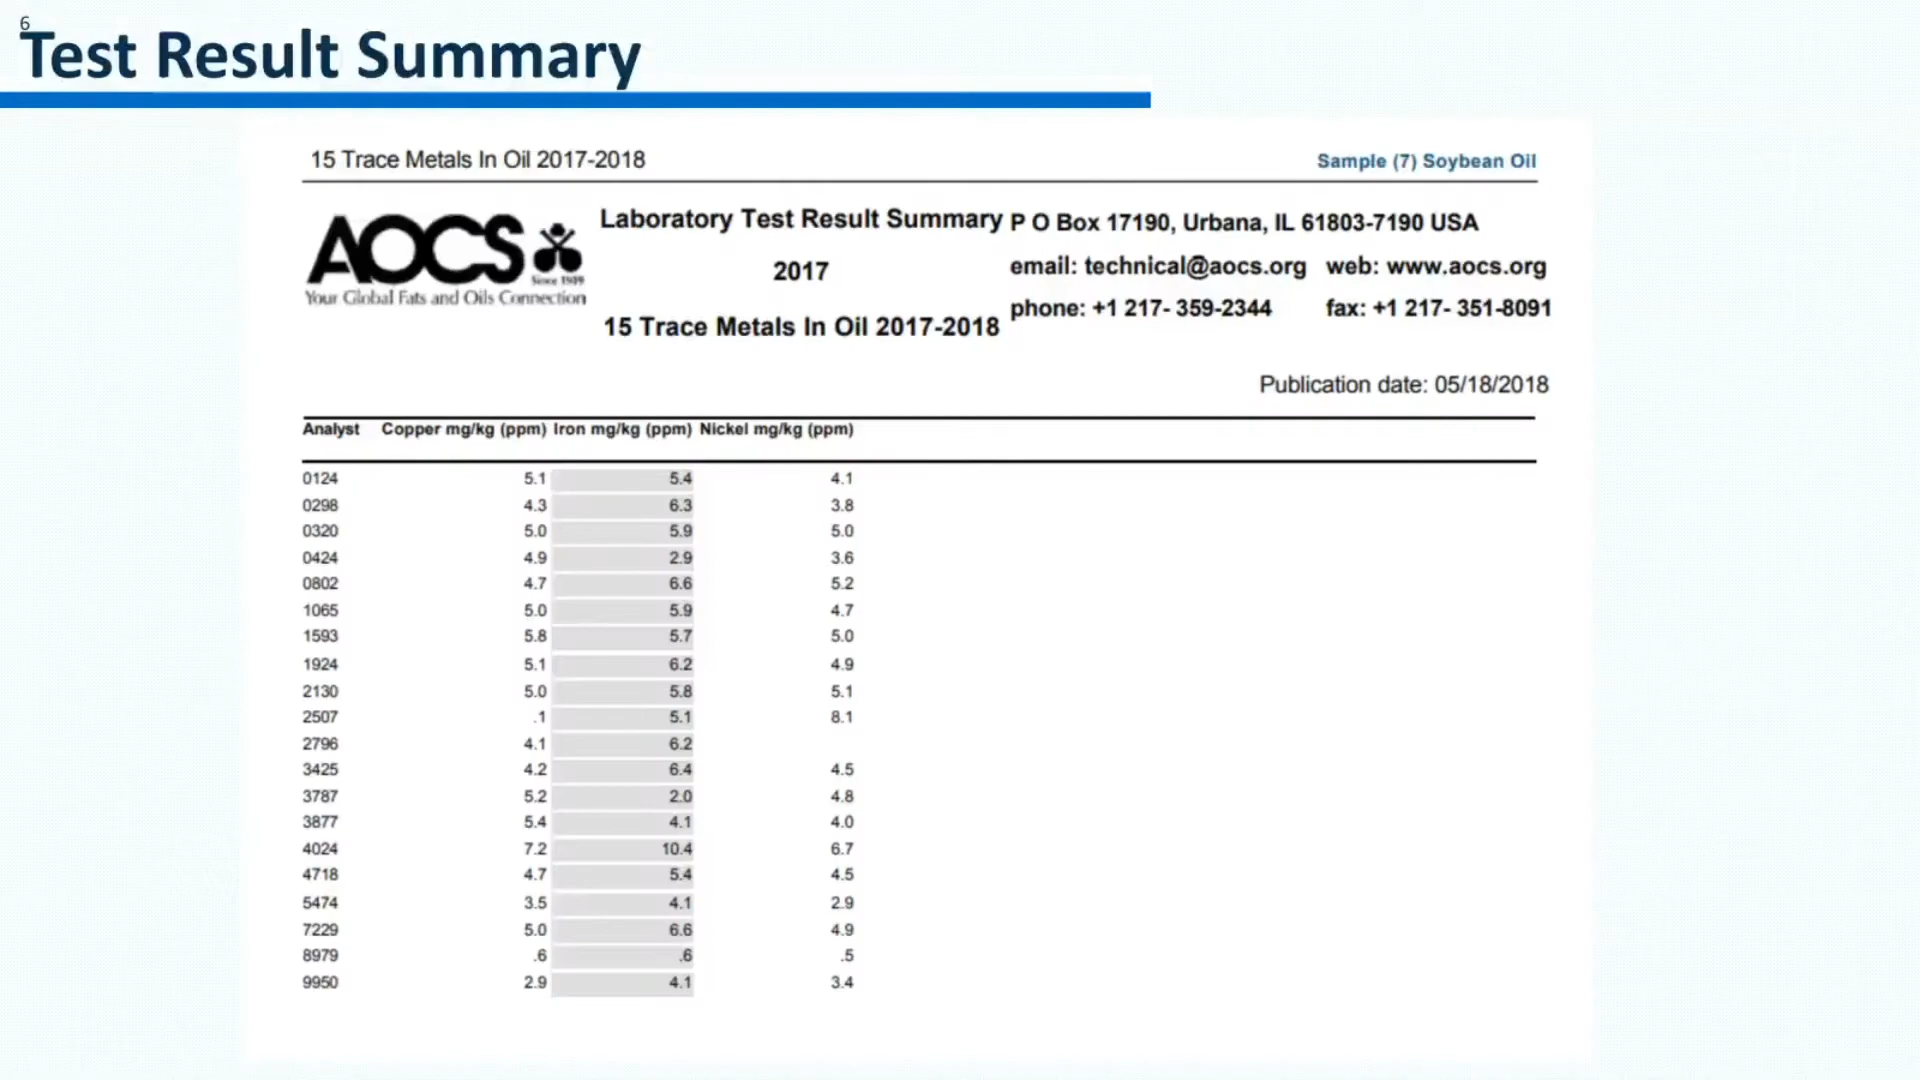 6
Test Result Summary
15 Trace Metals In Oil 2017-2018 Sample (7) Soybean Oil
AOCS
Since 1909
Your Global Fats and Oils Connection
Laboratory Test Result Summary
2017
15 Trace Metals In Oil 2017-2018
P O Box 17190, Urbana, IL 61803-7190 USA
email: technical@aocs.org web: www.aocs.org
phone: +1 217- 359-2344 fax: +1 217- 351-8091
Publication date: 05/18/2018
Analyst Copper mg/kg (ppm) Iron mg/kg (ppm) Nickel mg/kg (ppm)
0124 5.1 5.4 4.1
0298 4.3 6.3 3.8
0320 5.0 5.9 5.0
0424 4.9 2.9 3.6
0802 4.7 6.6 5.2
1065 5.0 5.9 4.7
1593 5.8 5.7 5.0
1924 5.1 6.2 4.9
2130 5.0 5.8 5.1
2507 .1 5.1 8.1
2796 4.1 6.2
3425 4.2 6.4 4.5
3787 5.2 2.0 4.8
3877 5.4 4.1 4.0
4024 7.2 10.4 6.7
4718 4.7 5.4 4.5
5474 3.5 4.1 2.9
7229 5.0 6.6 4.9
8979 .6 .6 .5
9950 2.9 4.1 3.4